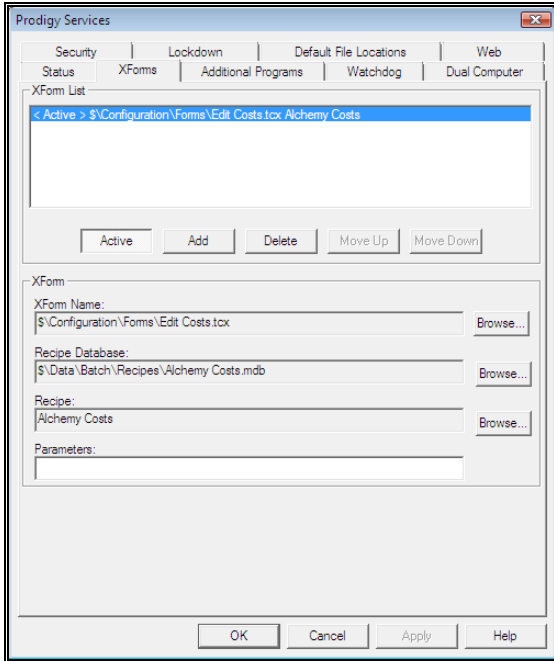 Prodigy Services
Security Lockdown Default File Locations Web
Status XForms Additional Programs Watchdog Dual Computer
XForm List
< Active > $\Configuration\Forms\Edit Costs.tcx Alchemy Costs
Active Add Delete Move Up Move Down
XForm
XForm Name:
$\Configuration\Forms\Edit Costs.tcx Browse...
Recipe Database:
$\Data\Batch\Recipes\Alchemy Costs.mdb Browse...
Recipe:
Alchemy Costs Browse...
Parameters:
OK Cancel Apply Help